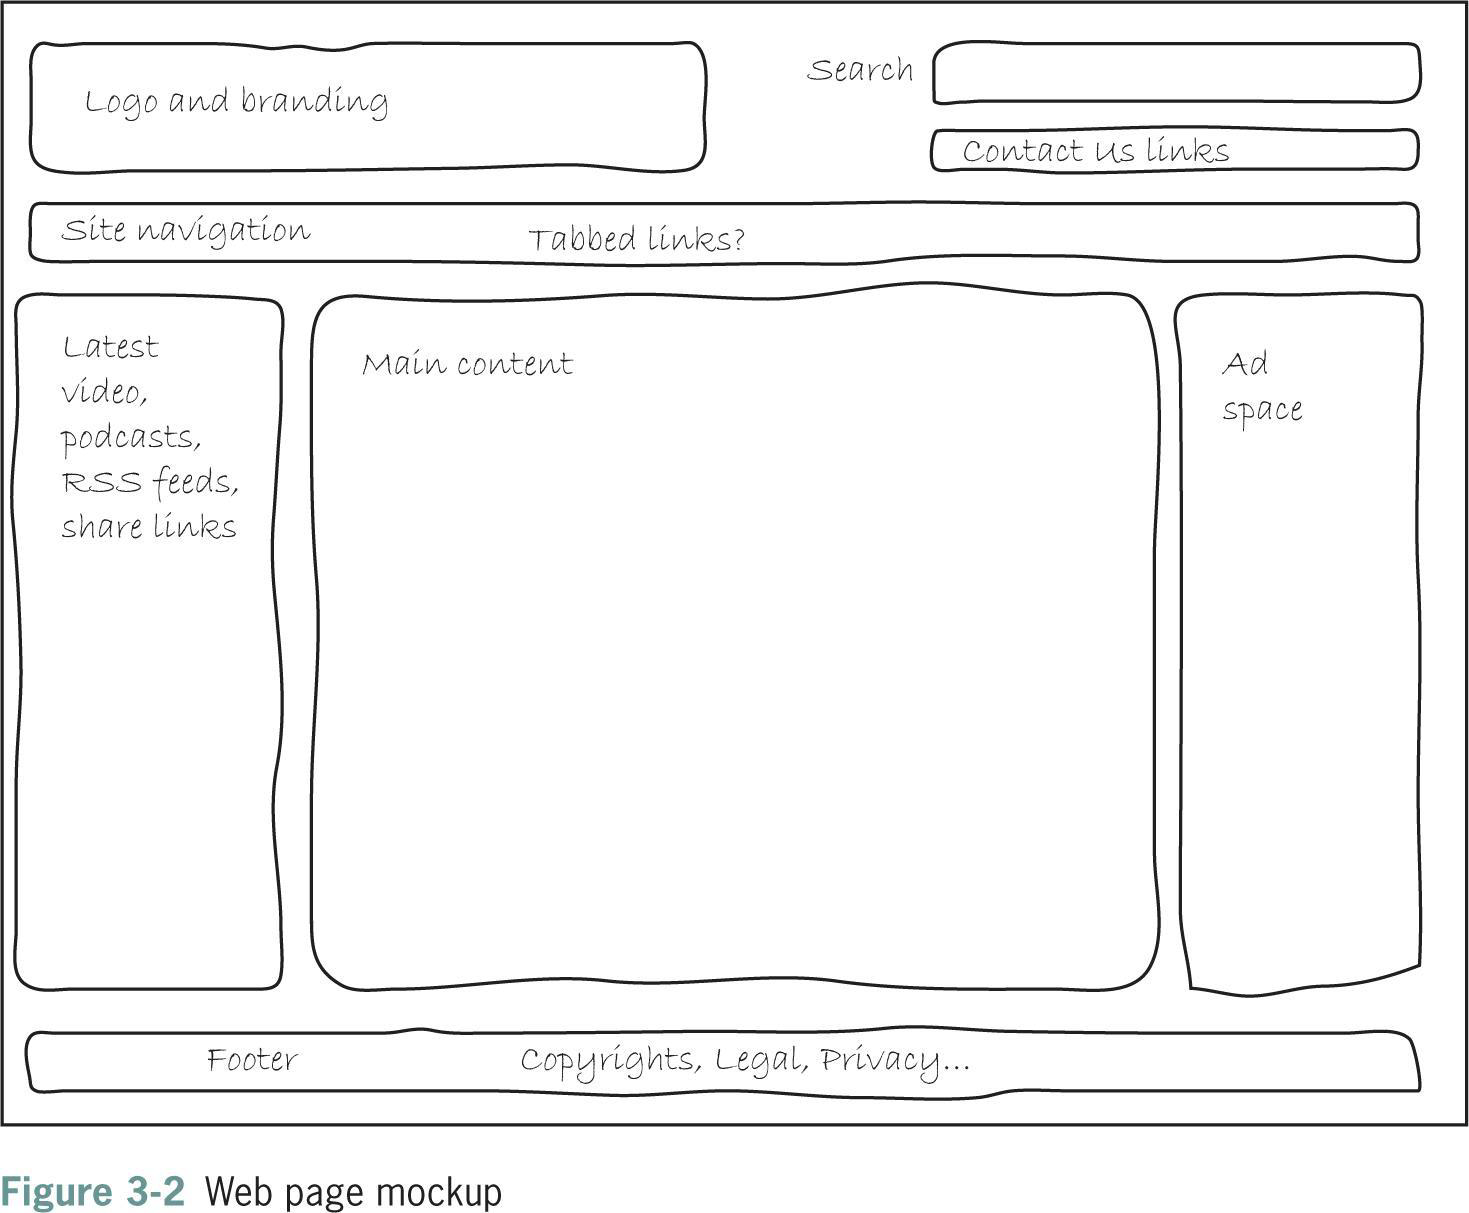 Logo and branding
Search
Contact Us links
Site navigation
Tabbed links?
Latest
video,
podcasts,
RSS feeds,
share links
Main content
Ad
space
Footer
Copyrights, Legal, Privacy...
Figure 3-2 Web page mockup